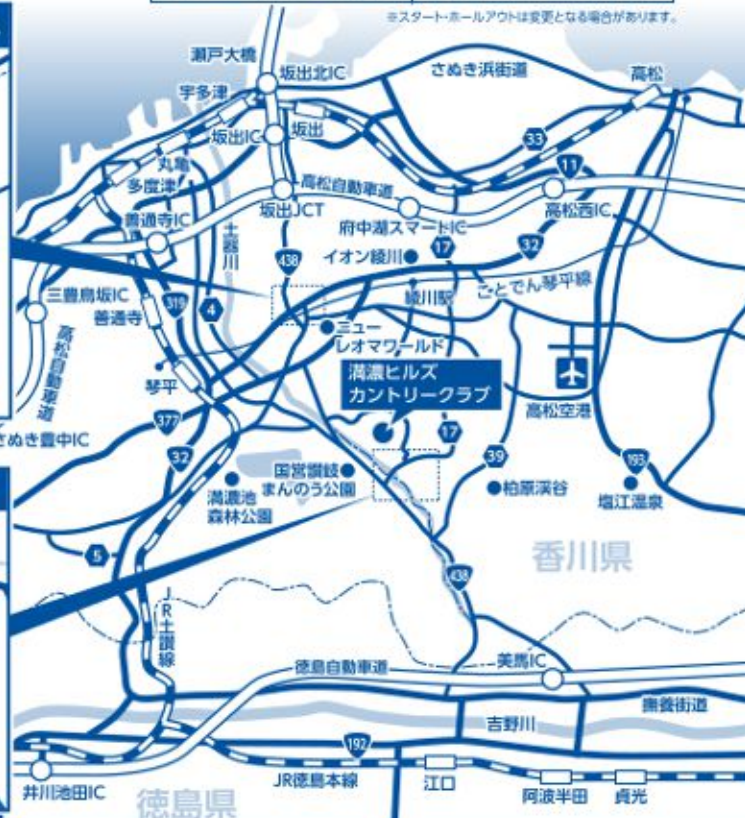 ※スタート・ホールアウトは変更となる場合があります。
瀬戸大橋
坂出北IC
さぬき浜街道
高松
宇多津
坂出IC
坂出
33
丸亀
11
多度津
高松自動車道
坂出JCT
高松西IC
善通寺IC
府中湖スマートIC
土器川
17
32
438
イオン綾川
綾川駅
ことでん琴平線
三豊鳥坂IC
319
4
善通寺
ニュー
レオマワールド
高松自動車道
満濃ヒルズ
カントリークラブ
琴平
高松空港
377
17
さぬき豊中IC
32
39
193
国営讃岐
まんのう公園
満濃池
森林公園
柏原渓谷
塩江温泉
5
香川県
438
JR土讃線
徳島自動車道
美馬IC
撫養街道
吉野川
192
井川池田IC
JR徳島本線
江口
阿波半田
貞光
徳島県